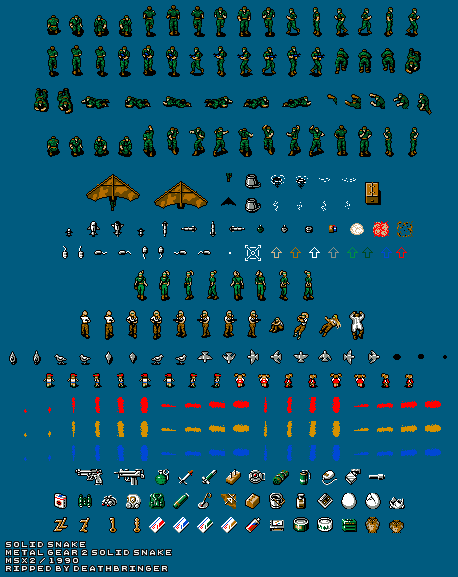 SOLID SNAKE
METAL GEAR 2 SOLID SNAKE
MSX2 / 1990
RIPPED BY DEATHBRINGER